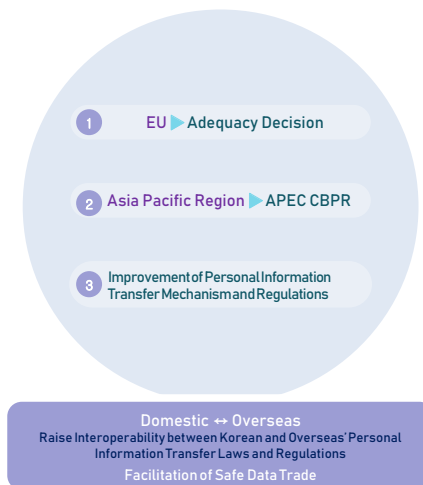 1 EU ▶ Adequacy Decision
2 Asia Pacific Region ▶ APEC CBPR
3 Improvement of Personal Information
Transfer Mechanism and Regulations
Domestic ↔ Overseas
Raise Interoperability between Korean and Overseas' Personal
Information Transfer Laws and Regulations
Facilitation of Safe Data Trade